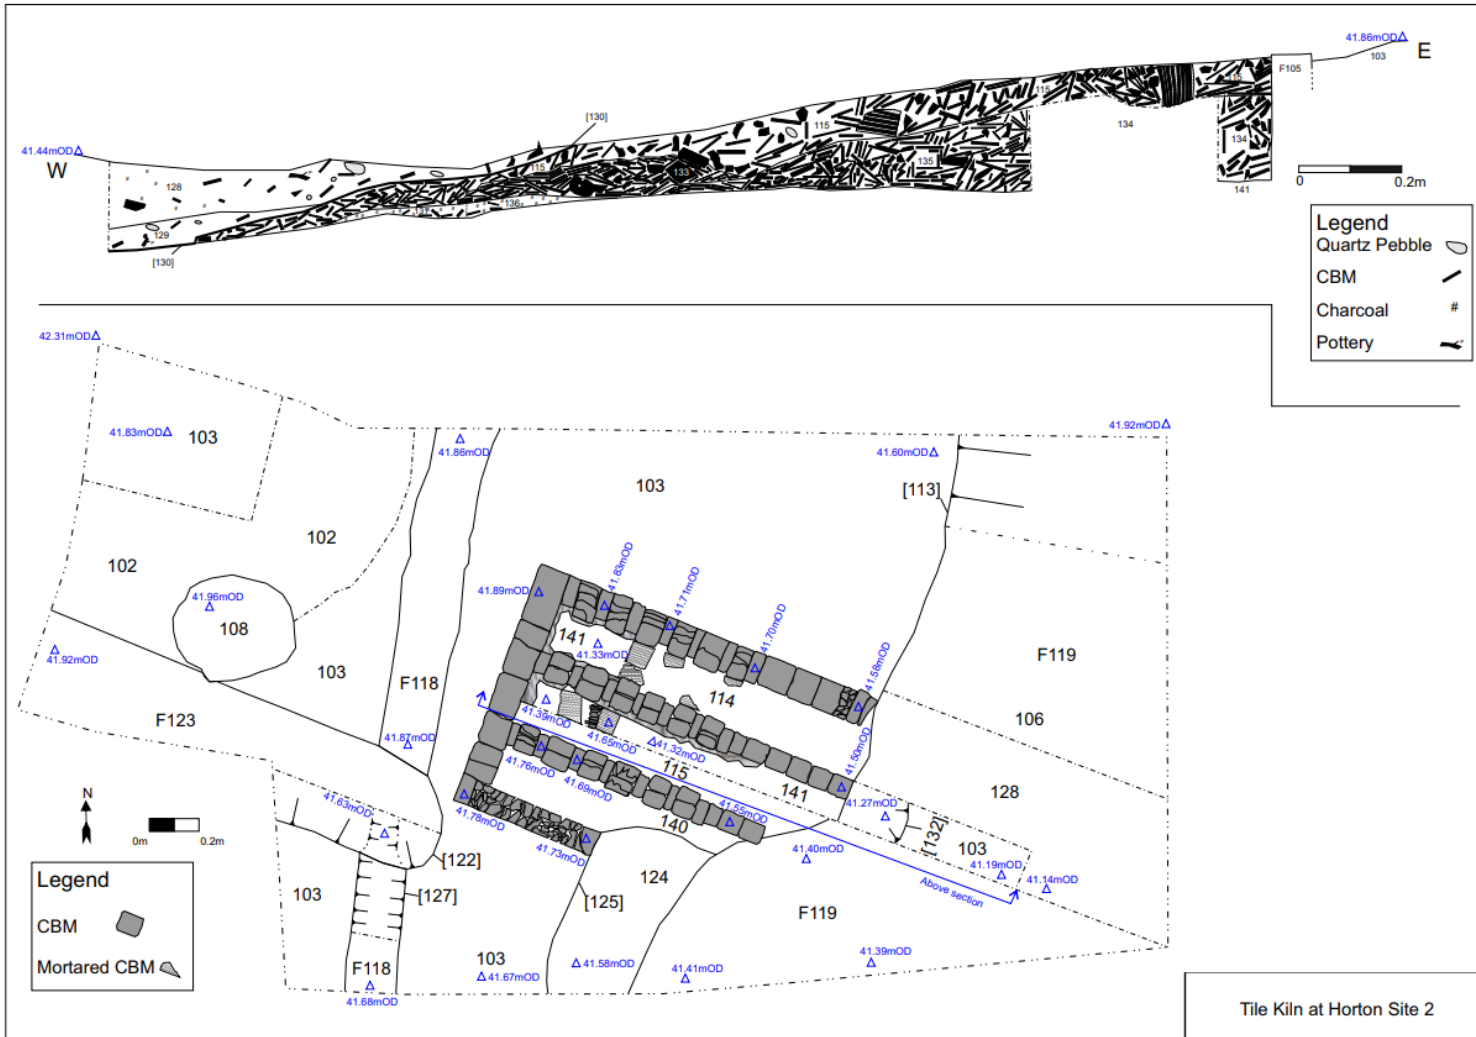 41.86mOD
E
103
F105
115
115
[130]
115
134
134
41.44mOD
W
115
135
133
128
141
0 0.2m
136
131
129
[130]
Legend
Quartz Pebble
CBM
Charcoal #
Pottery
42.31mOD
41.83mOD
103
41.86mOD
41.92mOD
41.60mOD
103
[113]
102
102
41.96mOD
108
41.89mOD
41.63mOD
41.71mOD
41.70mOD
41.58mOD
141
41.33mOD
114
F119
41.92mOD
103
F118
F123
41.39mOD
41.65mOD
41.32mOD
106
41.87mOD
41.76mOD
41.69mOD
115
141
41.50mOD
128
41.27mOD
[132]
103
N
0m 0.2m
41.63mOD
41.78mOD
41.73mOD
41.55mOD
140
41.40mOD
41.19mOD
41.14mOD
Above section
[122]
[127]
103
[125]
124
F119
Legend
CBM
Mortared CBM
F118
41.68mOD
103
41.67mOD
41.58mOD
41.41mOD
41.39mOD
Tile Kiln at Horton Site 2